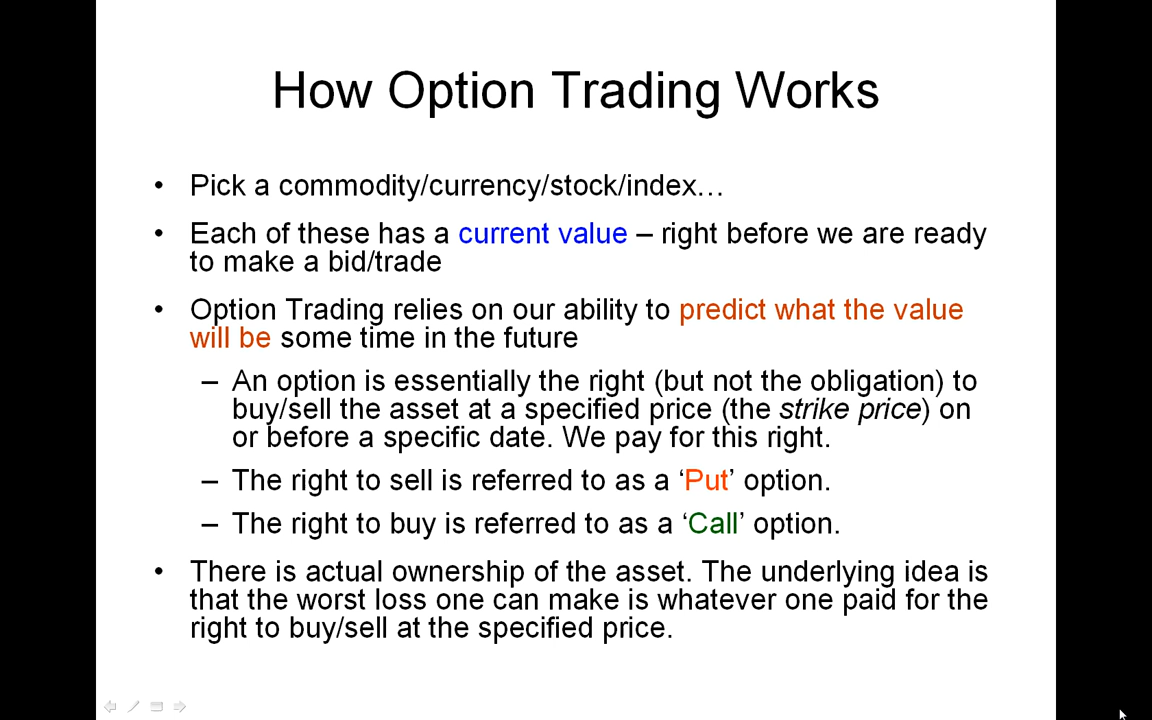 How Option Trading Works
• Pick a commodity/currency/stock/index…
• Each of these has a current value – right before we are ready
to make a bid/trade
• Option Trading relies on our ability to predict what the value
will be some time in the future
– An option is essentially the right (but not the obligation) to
buy/sell the asset at a specified price (the strike price) on
or before a specific date. We pay for this right.
– The right to sell is referred to as a ‘Put’ option.
– The right to buy is referred to as a ‘Call’ option.
• There is actual ownership of the asset. The underlying idea is
that the worst loss one can make is whatever one paid for the
right to buy/sell at the specified price.